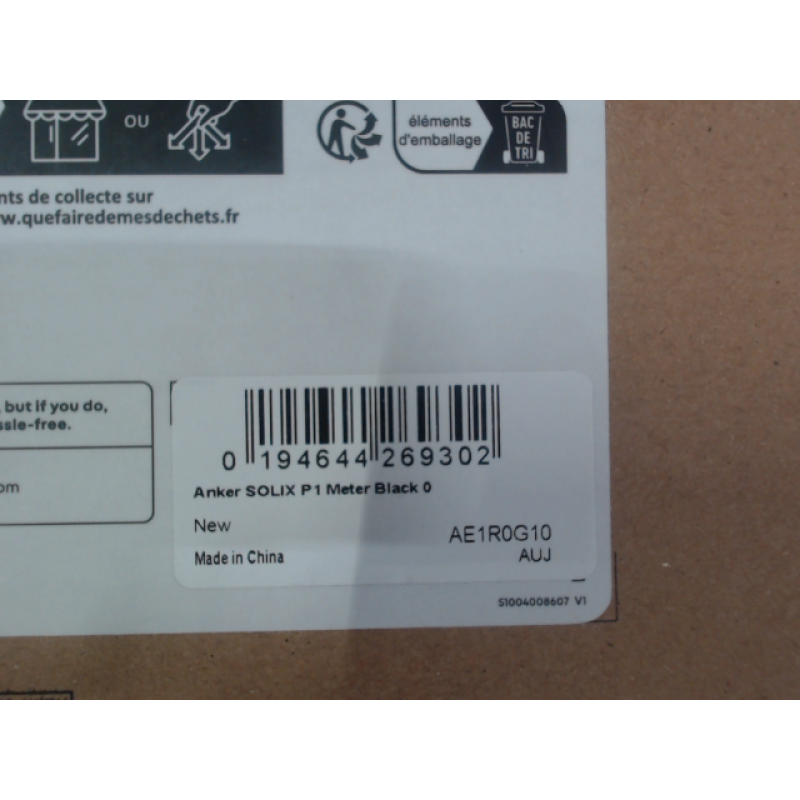 OU
éléments
d'emballage
BAC
DE
TRI
nts de collecte sur
w.quefairedemesdechets.fr
, but if you do,
ssle-free.
om
0 194644 269302
Anker SOLIX P1 Meter Black 0
New
AE1R0G10
Made in China
AUJ
S1004008607 V1